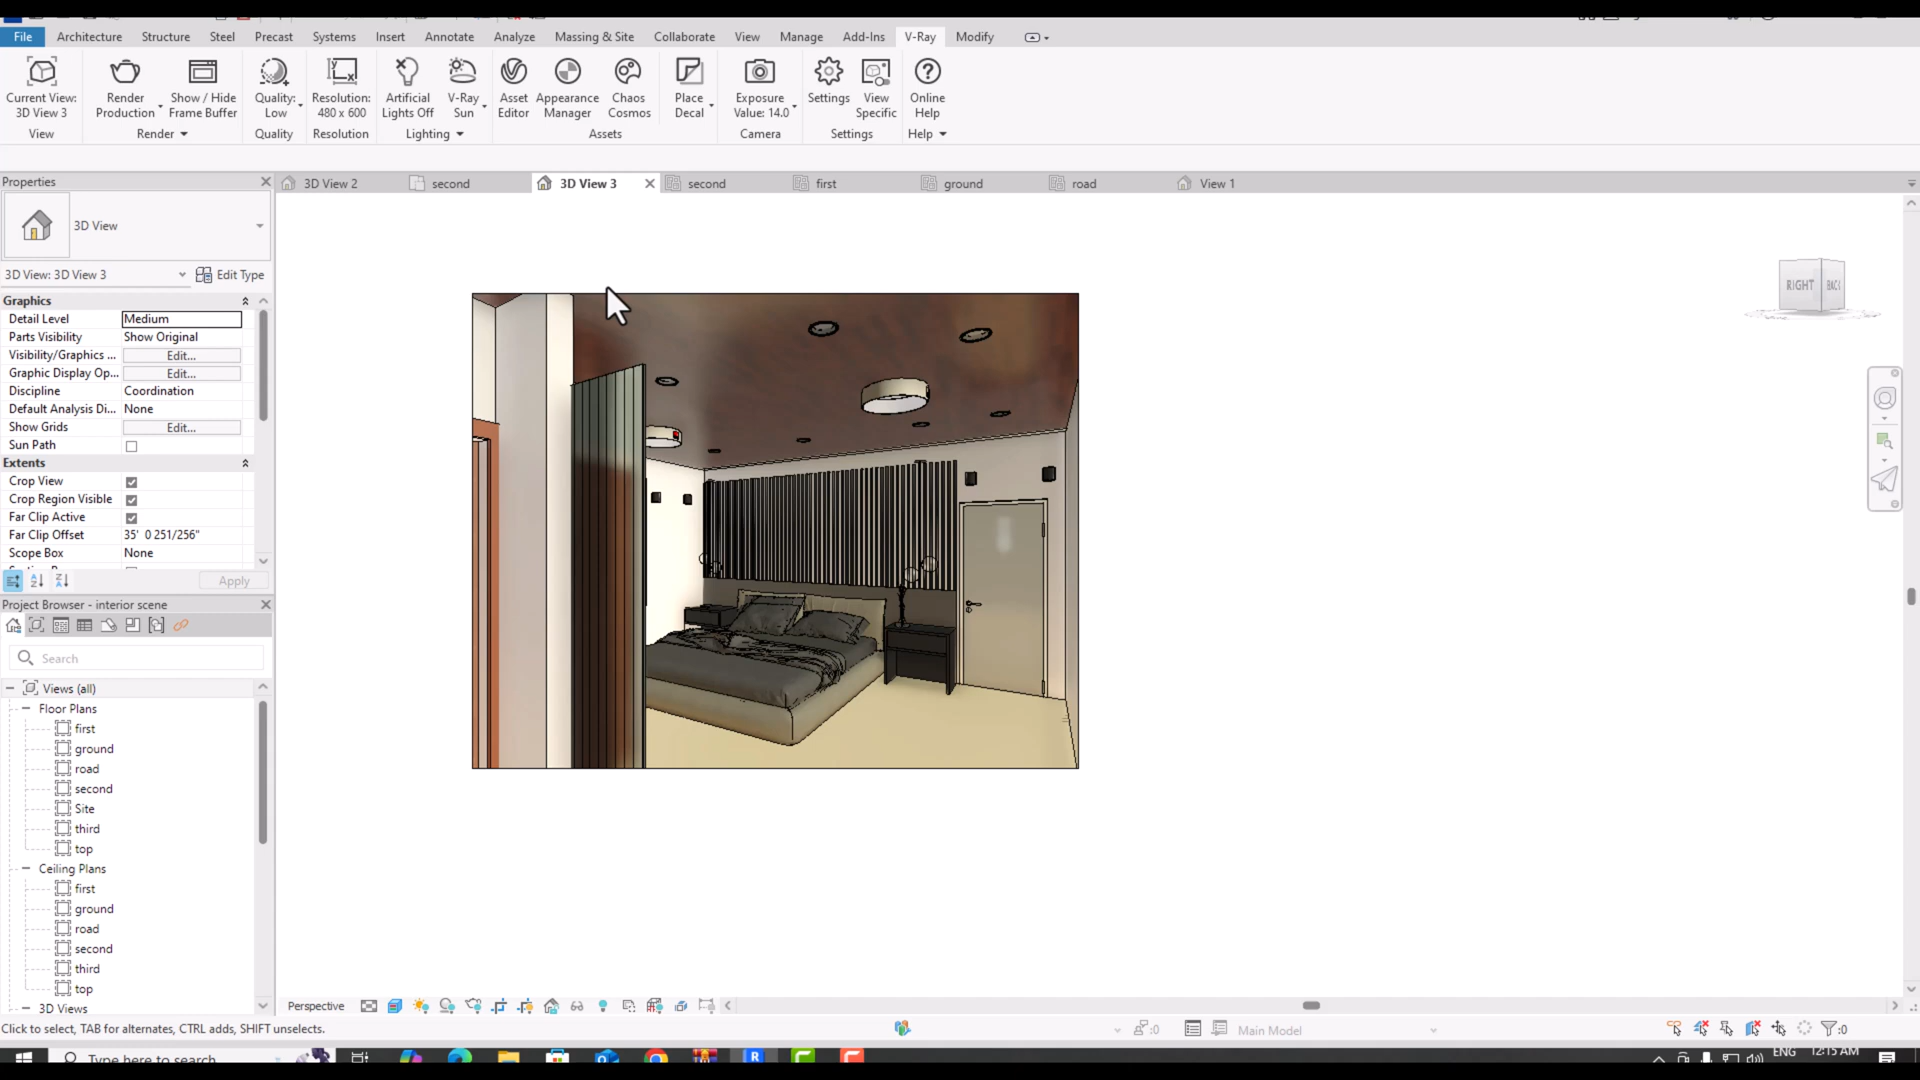 File Architecture Structure Steel Precast Systems Insert Annotate Analyze Massing & Site Collaborate View Manage Add-Ins V-Ray Modify
Current View: 3D View 3
Render Production
Show / Hide Frame Buffer
Quality: Low
Resolution: 480 x 600
Artificial Lights Off
V-Ray Sun
Asset Editor
Appearance Manager
Chaos Cosmos
Place Decal
Exposure Value: 14.0
Settings
View Specific
Online Help
View Render Quality Resolution Lighting Assets Camera Settings Help
Properties
3D View 2 second 3D View 3 second first ground road View 1
3D View
3D View: 3D View 3 Edit Type
Graphics
Detail Level Medium
Parts Visibility Show Original
Visibility/Graphics ... Edit...
Graphic Display Op... Edit...
Discipline Coordination
Default Analysis Di... None
Show Grids Edit...
Sun Path
Extents
Crop View
Crop Region Visible
Far Clip Active
Far Clip Offset 35' 0 251/256"
Scope Box None
Apply
RIGHT BACK
Project Browser - interior scene
Search
Views (all)
Floor Plans
first
ground
road
second
Site
third
top
Ceiling Plans
first
ground
road
second
third
top
3D Views
Perspective
Click to select, TAB for alternates, CTRL adds, SHIFT unselects.
:0
Main Model
:0
Type here to search
R
ENG 12:15 AM